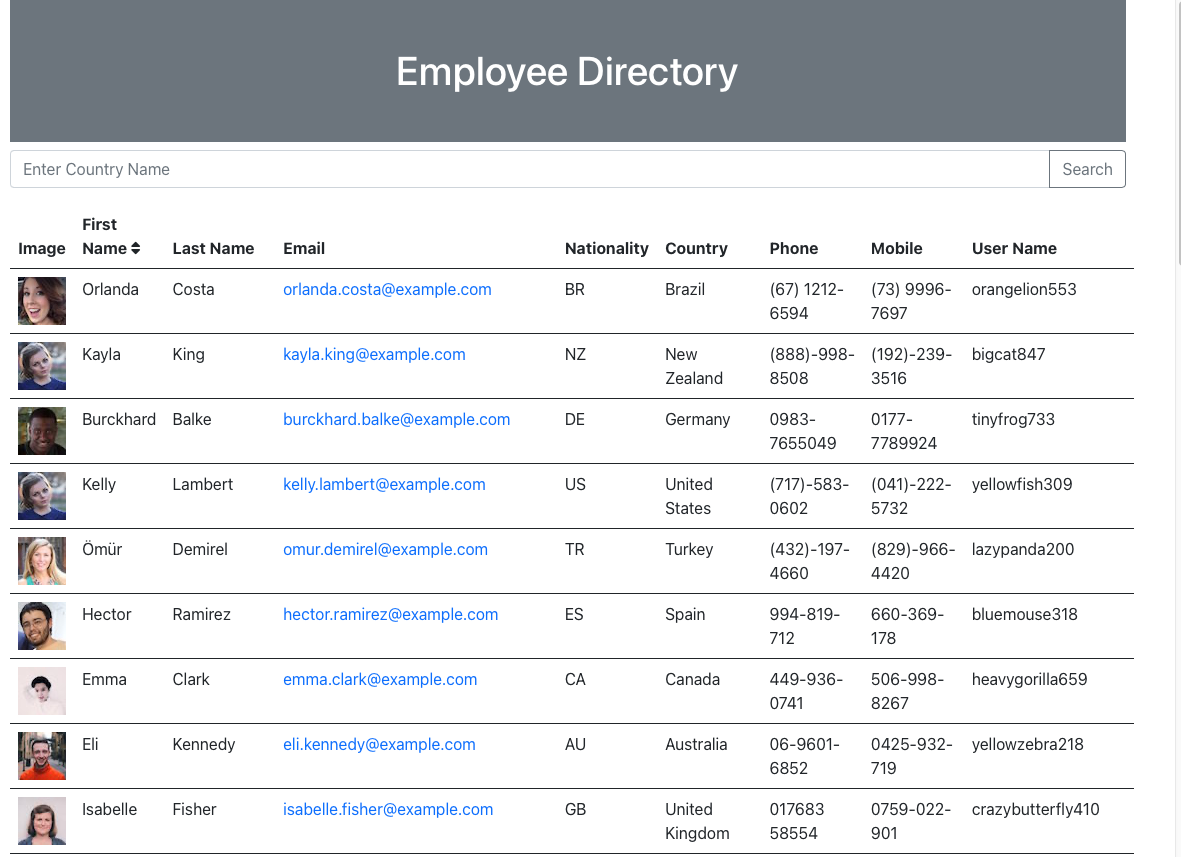 Employee Directory
Enter Country Name Search
First
Image Name Last Name Email Nationality Country Phone Mobile User Name
Orlanda Costa orlanda.costa@example.com BR Brazil (67) 1212- (73) 9996- orangelion553
6594 7697
Kayla King kayla.king@example.com NZ New (888)-998- (192)-239- bigcat847
Zealand 8508 3516
Burckhard Balke burckhard.balke@example.com DE Germany 0983- 0177- tinyfrog733
7655049 7789924
Kelly Lambert kelly.lambert@example.com US United (717)-583- (041)-222- yellowfish309
States 0602 5732
Ömür Demirel omur.demirel@example.com TR Turkey (432)-197- (829)-966- lazypanda200
4660 4420
Hector Ramirez hector.ramirez@example.com ES Spain 994-819- 660-369- bluemouse318
712 178
Emma Clark emma.clark@example.com CA Canada 449-936- 506-998- heavygorilla659
0741 8267
Eli Kennedy eli.kennedy@example.com AU Australia 06-9601- 0425-932- yellowzebra218
6852 719
Isabelle Fisher isabelle.fisher@example.com GB United 017683 0759-022- crazybutterfly410
Kingdom 58554 901